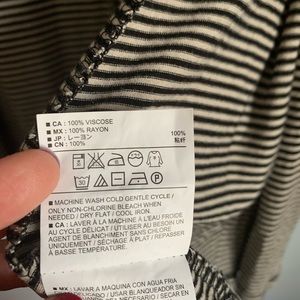 ■ CA : 100% VISCOSE
■ MX : 100% RAYON
■ JP : レーヨン 100%
■ CN : 100% 粘纤
30
P
■ MACHINE WASH COLD GENTLE CYCLE /
ONLY NON-CHLORINE BLEACH WHEN
NEEDED / DRY FLAT / COOL IRON.
■ CA : LAVER À LA MACHINE À L'EAU FROIDE
AU CYCLE DÉLICAT / UTILISER AU BESOIN UN
AGENT DE BLANCHIMENT SANS CHLORE
UNIQUEMENT / SÉCHAGE À PLAT / REPASSER
À BASSE TEMPÉRATURE.
■ MX : LAVAR A MAQUINA CON AGUA FRIA